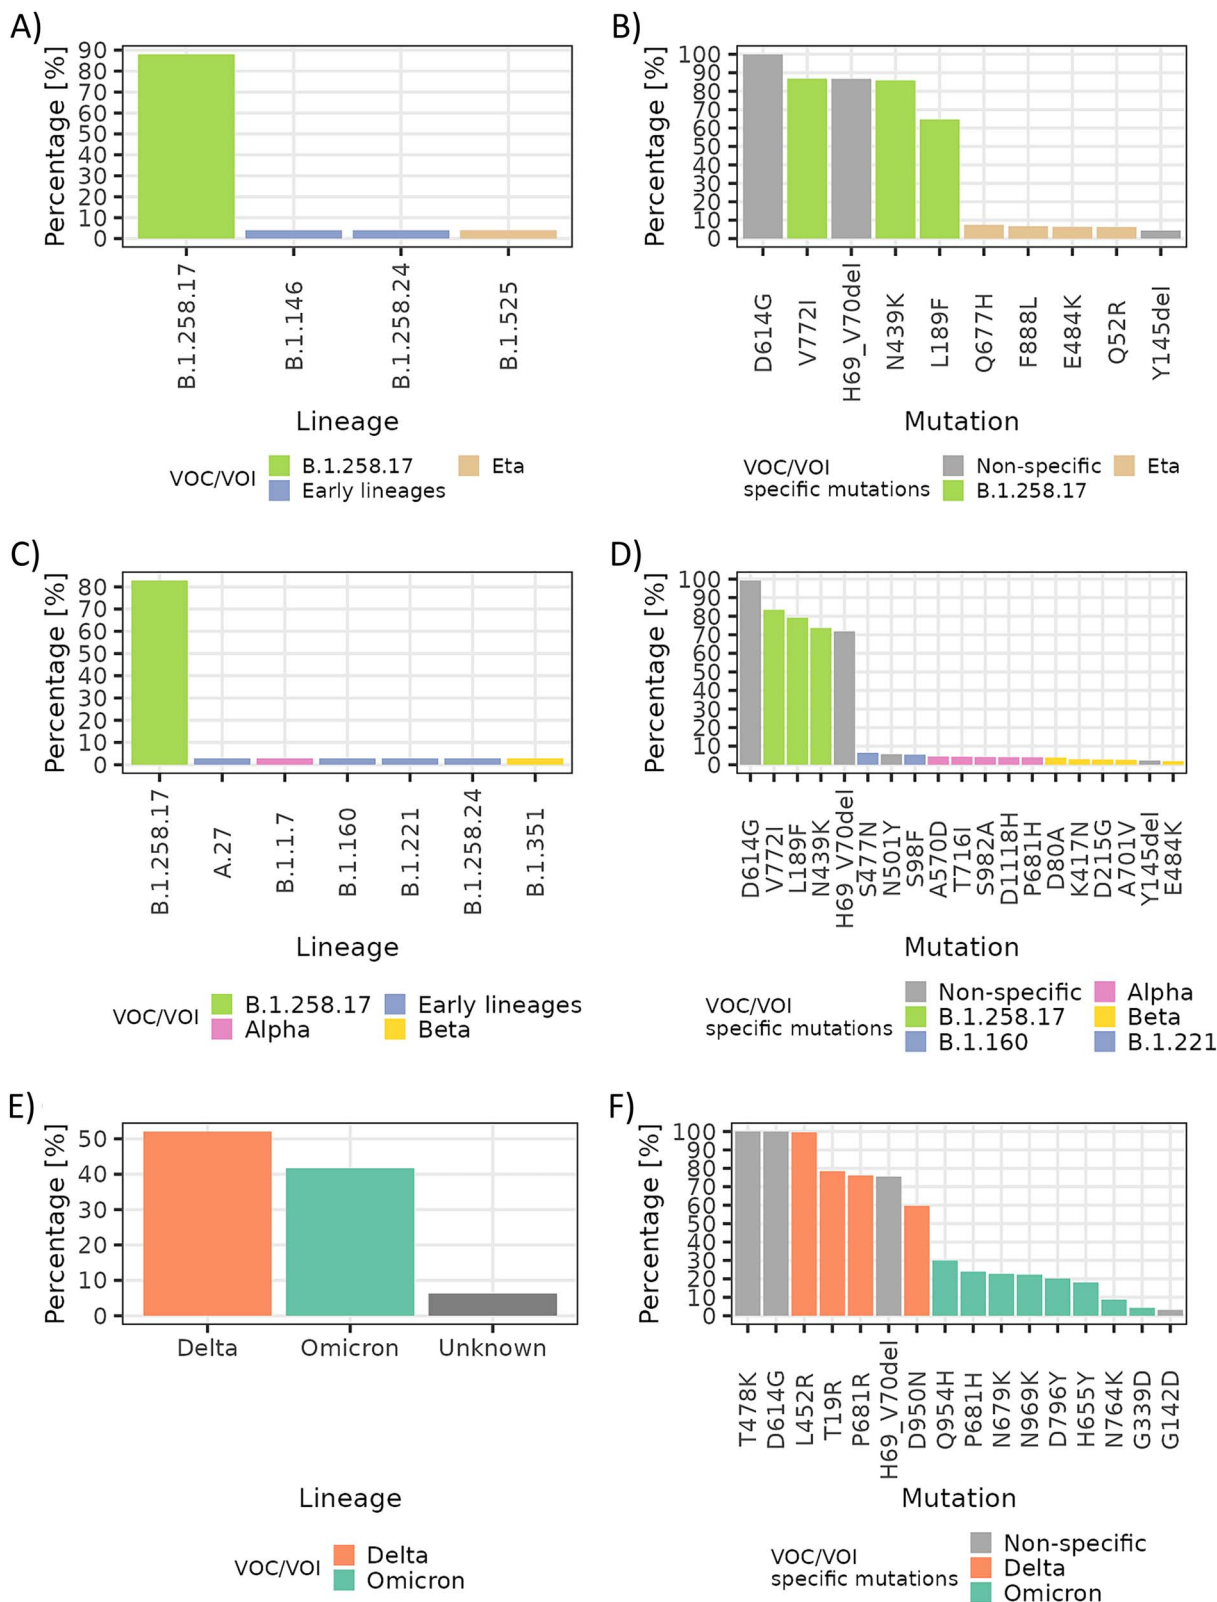 A)
Percentage [%]
90
80
70
60
50
40
30
20
10
0
B.1.258.17
B.1.146
B.1.258.24
B.1.525
Lineage
VOC/VOI
B.1.258.17
Eta
Early lineages
B)
Percentage [%]
100
90
80
70
60
50
40
30
20
10
0
D614G
V772I
H69_V70del
N439K
L189F
Q677H
F888L
E484K
Q52R
Y145del
Mutation
VOC/VOI
specific mutations
Non-specific
Eta
B.1.258.17
C)
Percentage [%]
80
70
60
50
40
30
20
10
0
B.1.258.17
A.27
B.1.1.7
B.1.160
B.1.221
B.1.258.24
B.1.351
Lineage
VOC/VOI
B.1.258.17
Early lineages
Alpha
Beta
D)
Percentage [%]
100
90
80
70
60
50
40
30
20
10
0
D614G
V772I
L189F
N439K
H69_V70del
S477N
N501Y
S98F
A570D
T716I
S982A
D1118H
P681H
D80A
K417N
D215G
A701V
Y145del
E484K
Mutation
VOC/VOI
specific mutations
Non-specific
Alpha
B.1.258.17
Beta
B.1.160
B.1.221
E)
Percentage [%]
50
40
30
20
10
0
Delta
Omicron
Unknown
Lineage
VOC/VOI
Delta
Omicron
F)
Percentage [%]
100
90
80
70
60
50
40
30
20
10
0
T478K
D614G
L452R
T19R
P681R
H69_V70del
D950N
Q954H
P681H
N679K
N969K
D796Y
H655Y
N764K
G339D
G142D
Mutation
VOC/VOI
specific mutations
Non-specific
Delta
Omicron